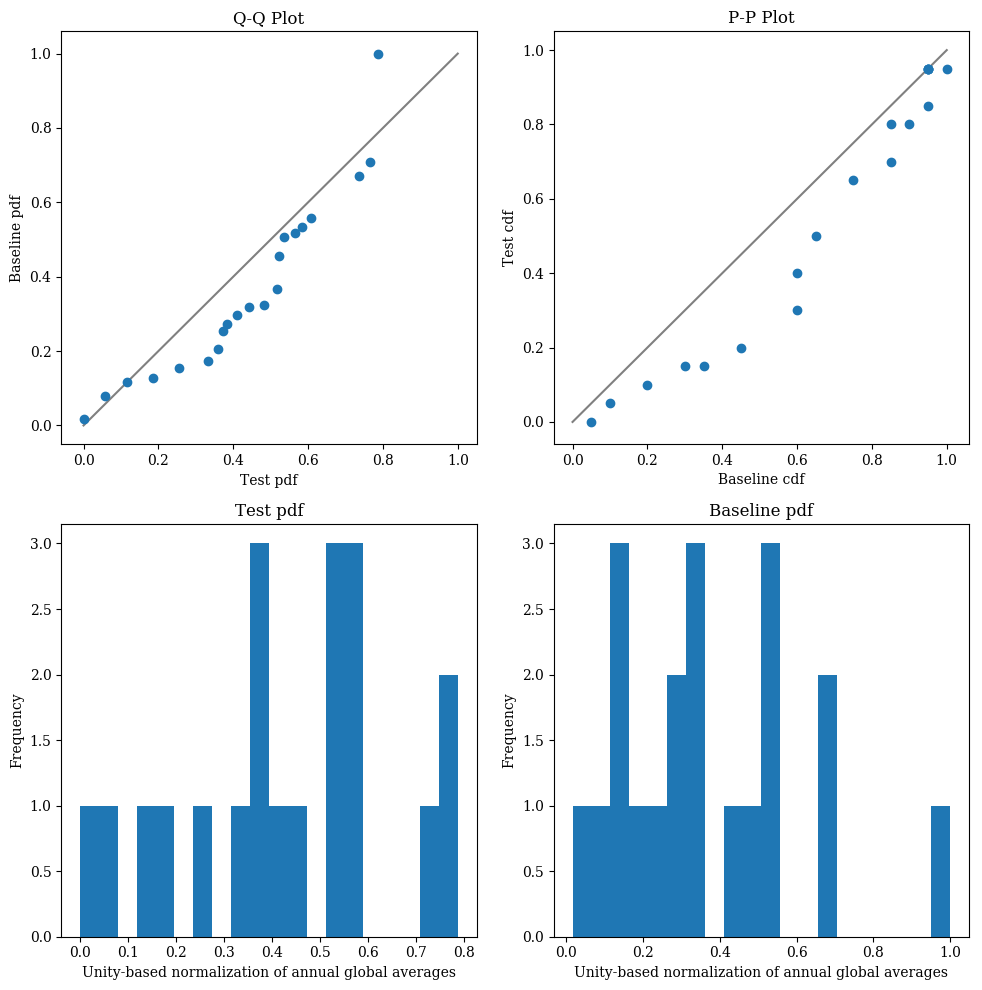 Q-Q Plot
1.0
0.8
0.6
0.4
0.2
0.0
Baseline pdf
0.0 0.2 0.4 0.6 0.8 1.0
Test pdf
P-P Plot
1.0
0.8
0.6
0.4
0.2
0.0
Test cdf
0.0 0.2 0.4 0.6 0.8 1.0
Baseline cdf
Test pdf
3.0
2.5
2.0
1.5
1.0
0.5
0.0
Frequency
0.0 0.1 0.2 0.3 0.4 0.5 0.6 0.7 0.8
Unity-based normalization of annual global averages
Baseline pdf
3.0
2.5
2.0
1.5
1.0
0.5
0.0
Frequency
0.0 0.2 0.4 0.6 0.8 1.0
Unity-based normalization of annual global averages